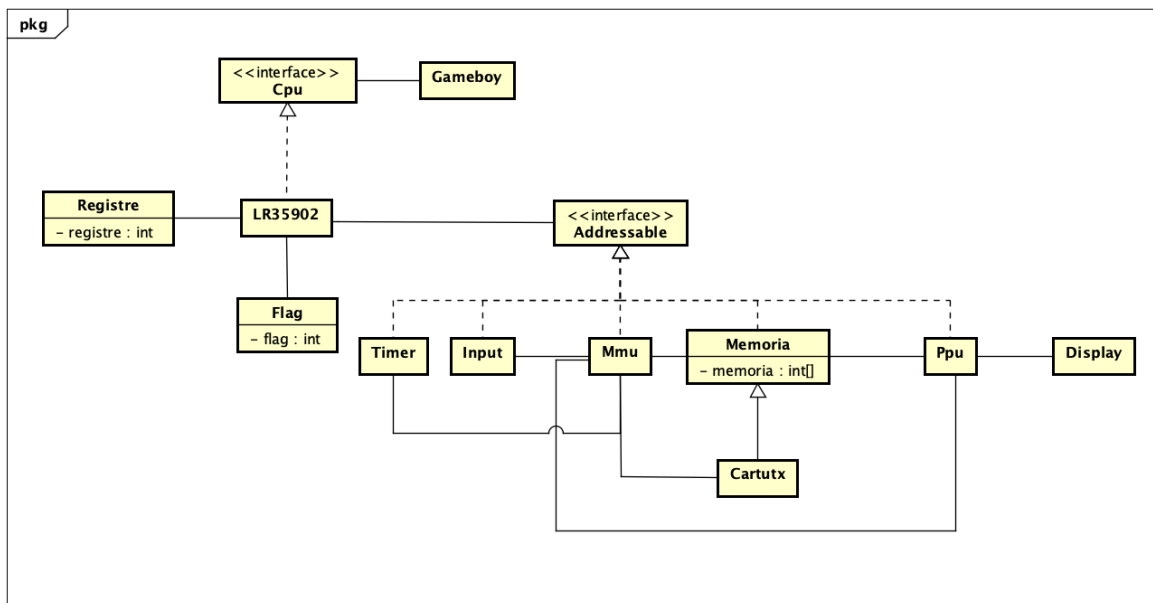 pkg
<<interface>>
Cpu
Gameboy
Registre
– registre : int
LR35902
<<interface>>
Addressable
Flag
– flag : int
Timer
Input
Mmu
Memoria
– memoria : int[]
Ppu
Display
Cartutx